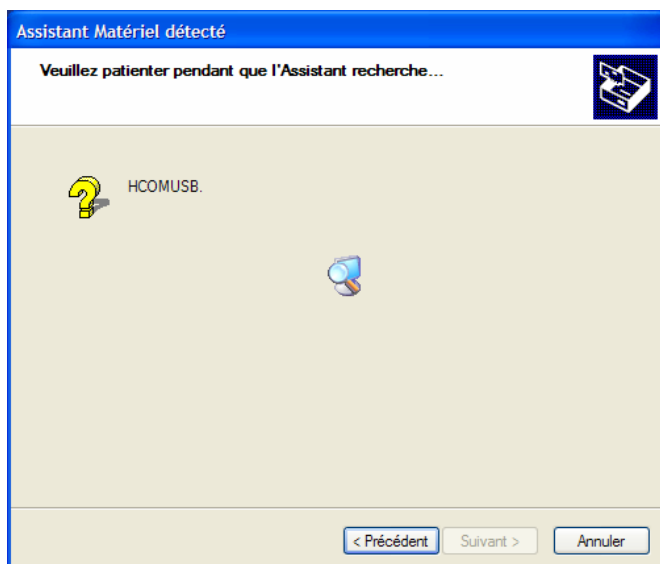 Assistant Matériel détecté
Veuillez patienter pendant que l'Assistant recherche...
HCOMUSB.
< Précédent
Suivant >
Annuler